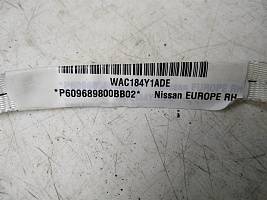 WAC184Y1ADE
*P609689800BB02* Nissan EUROPE RH